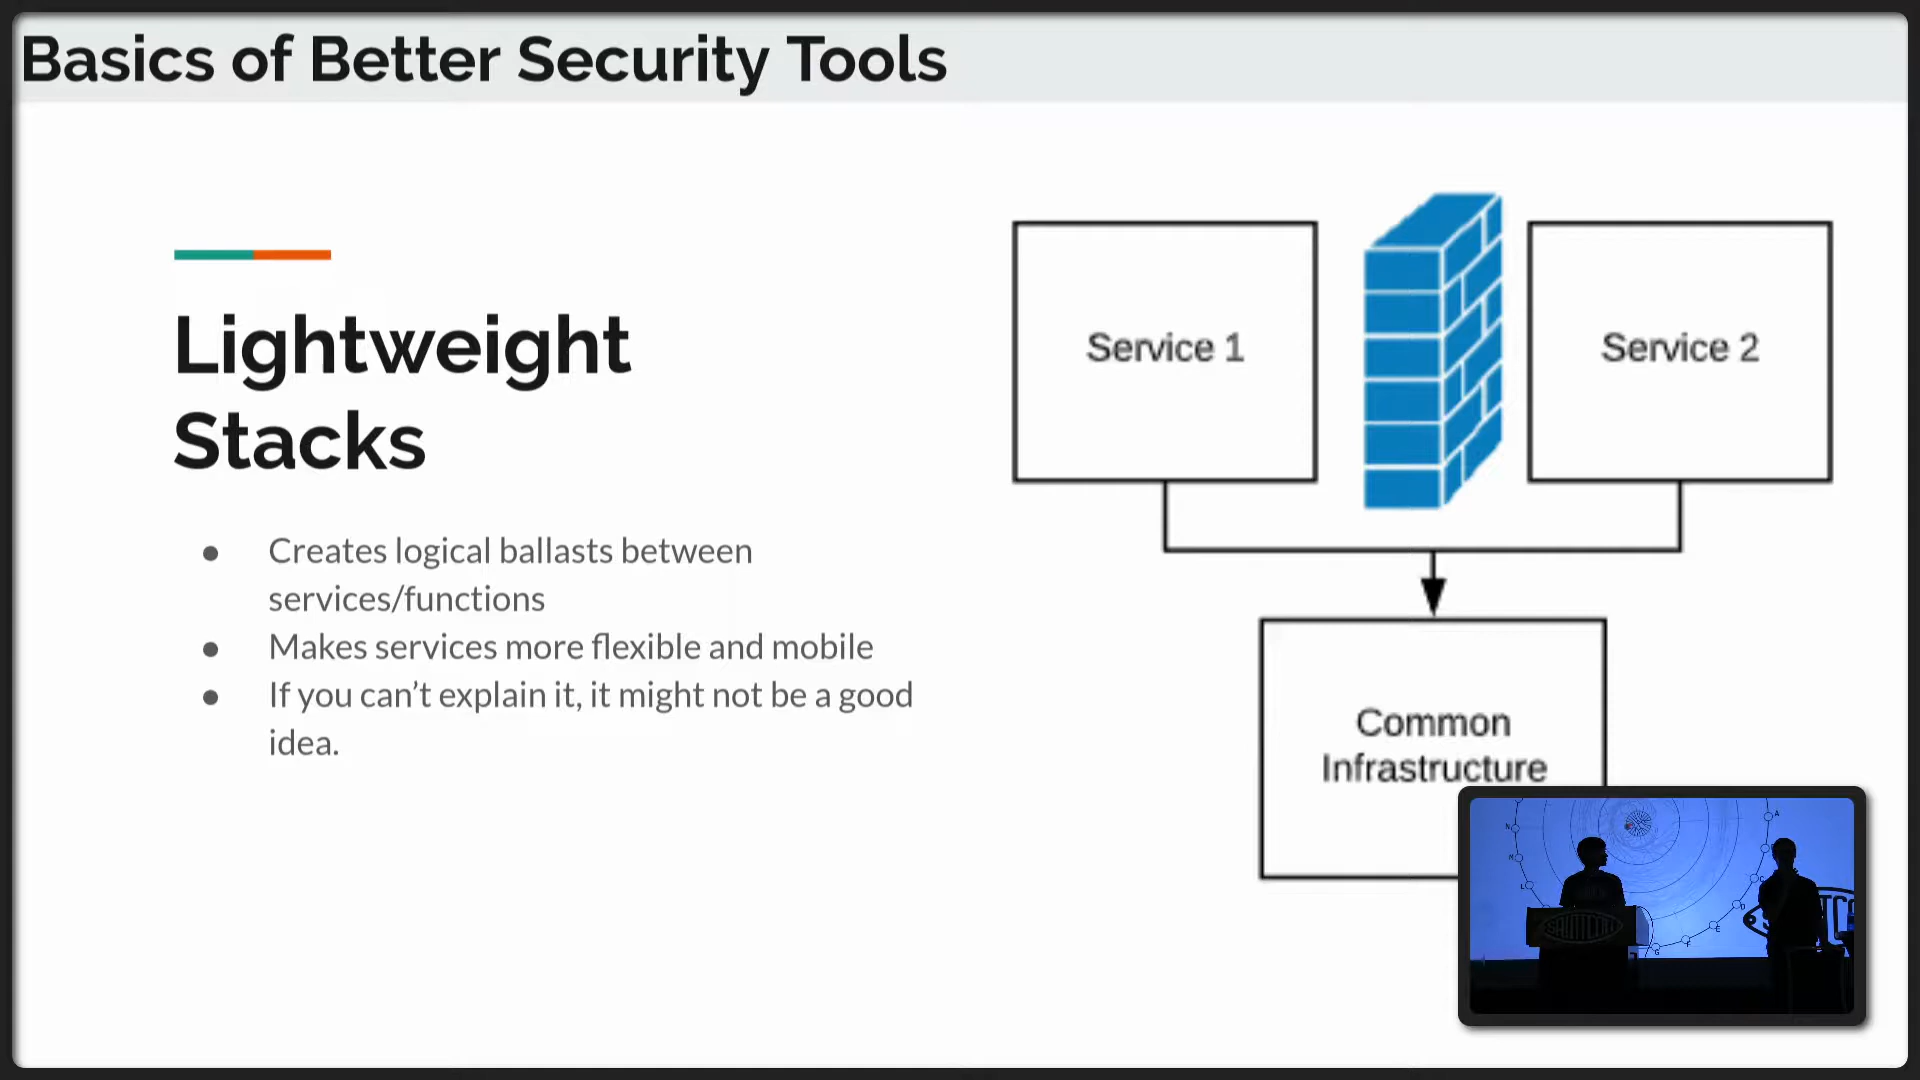 Basics of Better Security Tools
Lightweight
Stacks
● Creates logical ballasts between
services/functions
● Makes services more flexible and mobile
● If you can’t explain it, it might not be a good
idea.
Service 1
Service 2
Common
Infrastructure
SAINTCON